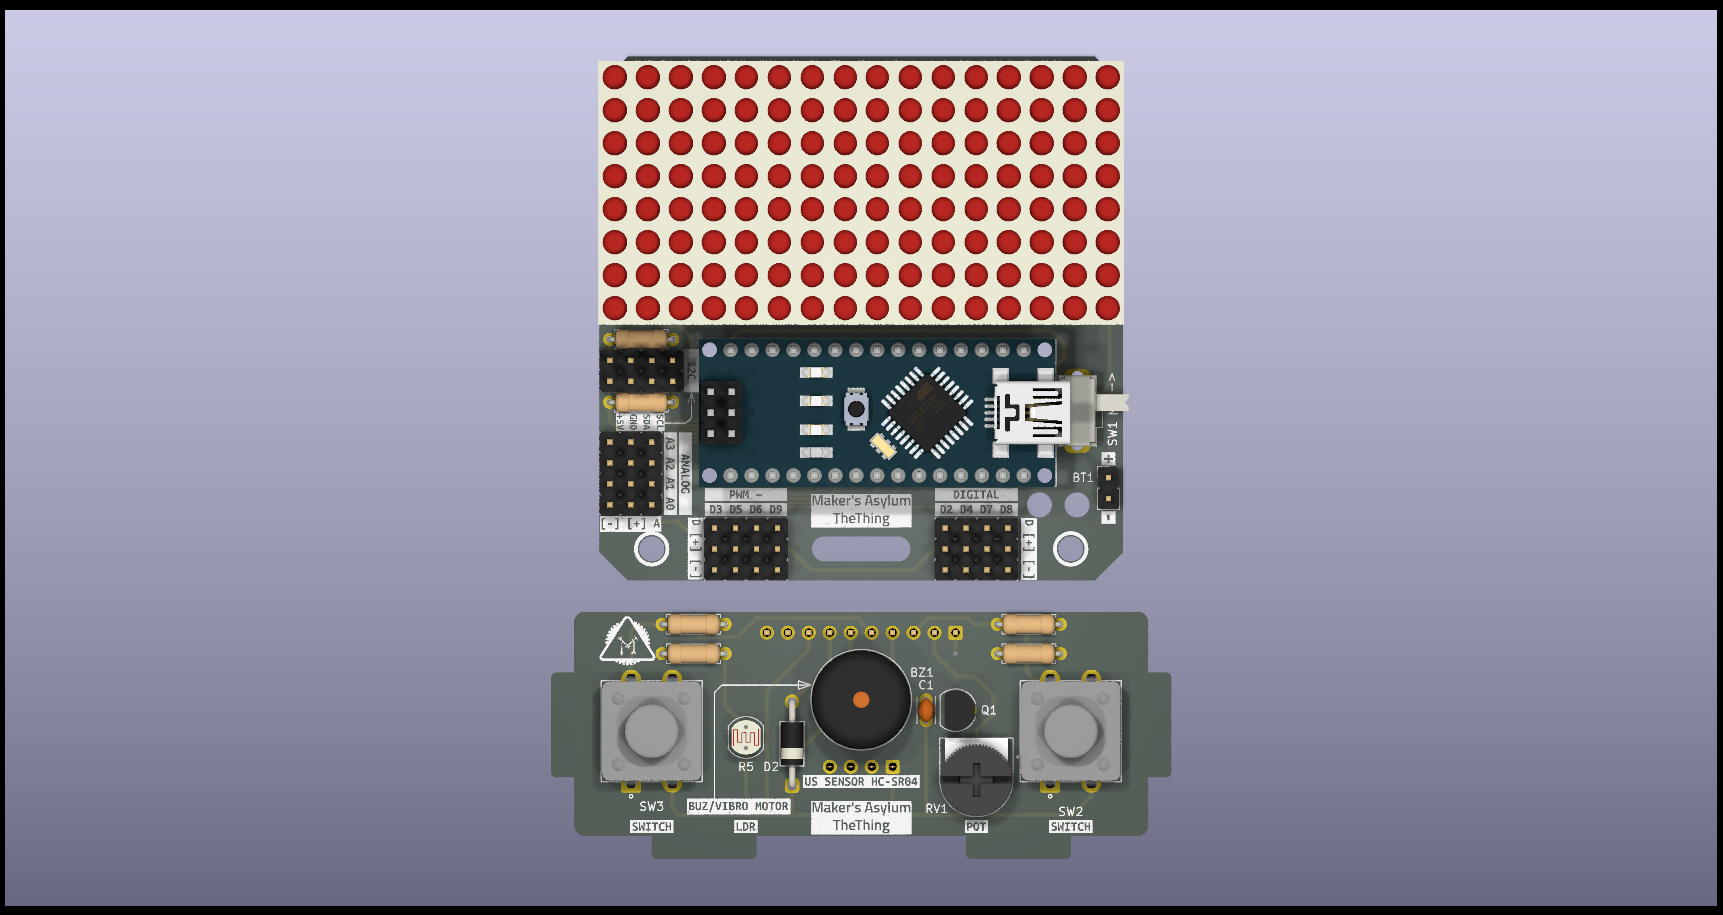 I2C
+5V
GND
SDA
SCL
A3 A2 A1 A0
ANALOG
[-] [+] A
PWM ~
D3 D5 D6 D9
D [+] [-]
Maker's Asylum
TheThing
DIGITAL
D2 D4 D7 D8
D [+] [-]
SW1
+
BT1
-
BZ1
C1
Q1
R5 D2
US SENSOR HC-SR04
SW3
BUZ/VIBRO MOTOR
Maker's Asylum
TheThing
RV1
SW2
SWITCH
LDR
POT
SWITCH